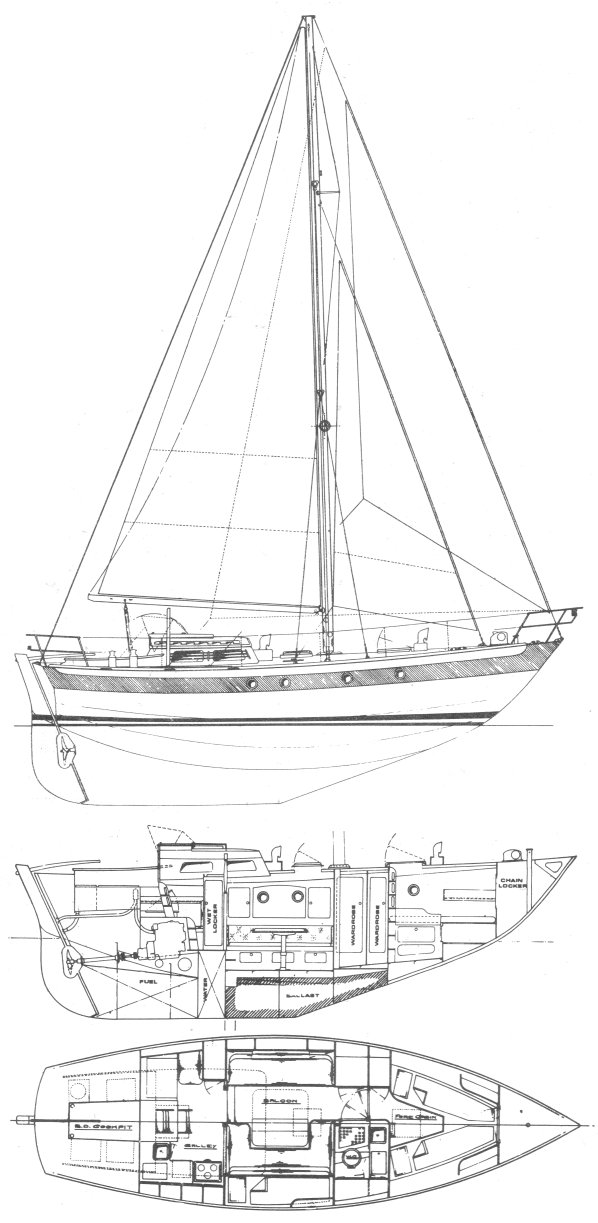 CHAIN
LOCKER
WET LOCKER
WARDROBE
WARDROBE
FUEL
WATER
BALLAST
SALOON
FORE CABIN
S.D. COCKPIT
GALLEY